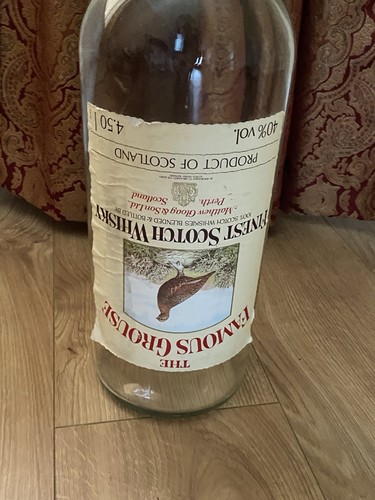 THE
FAMOUS GROUSE
FINEST SCOTCH WHISKY
100% SCOTCH WHISKIES BLENDED & BOTTLED BY
Matthew Gloag & Son Ltd.
Perth, Scotland
PRODUCT OF SCOTLAND
40% vol. 4.50 l